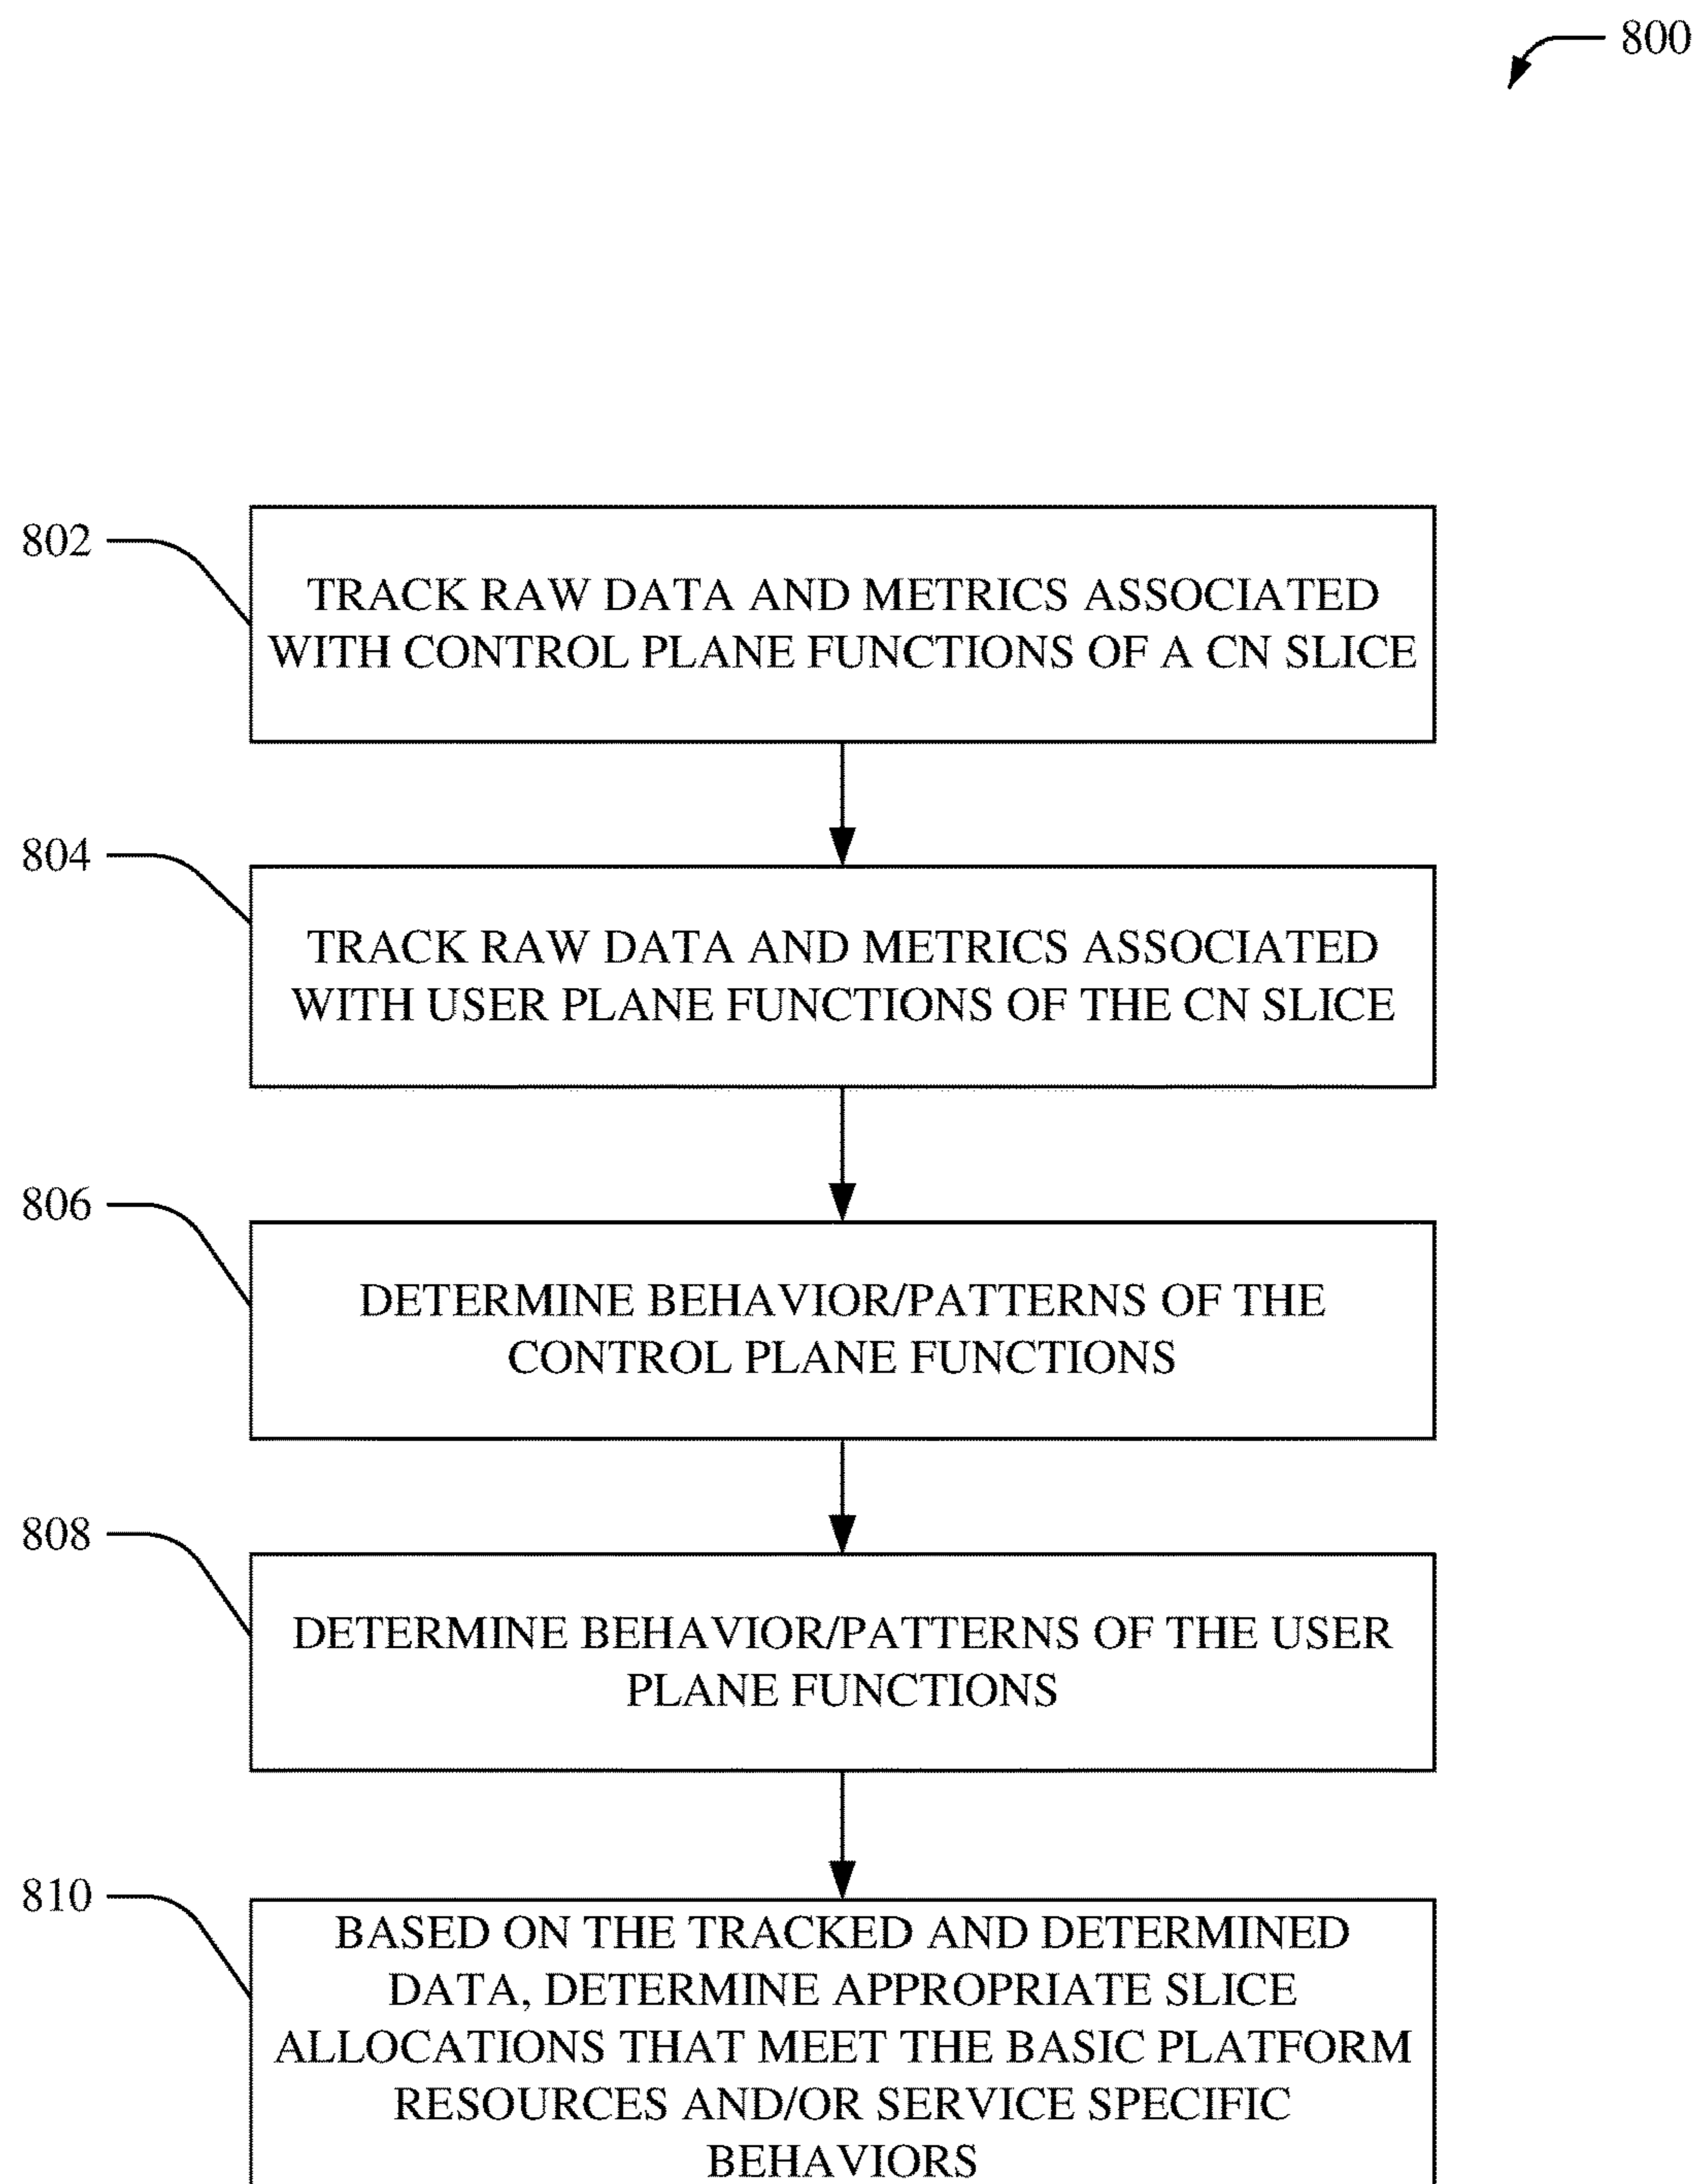 800
802
TRACK RAW DATA AND METRICS ASSOCIATED
WITH CONTROL PLANE FUNCTIONS OF A CN SLICE
804
TRACK RAW DATA AND METRICS ASSOCIATED
WITH USER PLANE FUNCTIONS OF THE CN SLICE
806
DETERMINE BEHAVIOR/PATTERNS OF THE
CONTROL PLANE FUNCTIONS
808
DETERMINE BEHAVIOR/PATTERNS OF THE USER
PLANE FUNCTIONS
810
BASED ON THE TRACKED AND DETERMINED
DATA, DETERMINE APPROPRIATE SLICE
ALLOCATIONS THAT MEET THE BASIC PLATFORM
RESOURCES AND/OR SERVICE SPECIFIC
BEHAVIORS